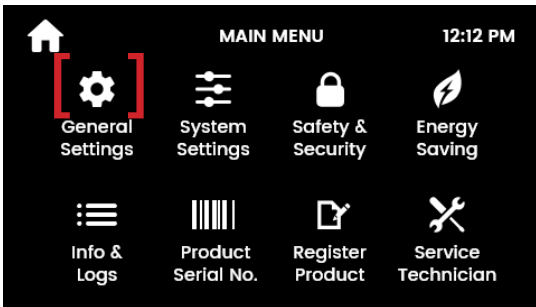 MAIN MENU 12:12 PM
General Settings
System Settings
Safety & Security
Energy Saving
Info & Logs
Product Serial No.
Register Product
Service Technician